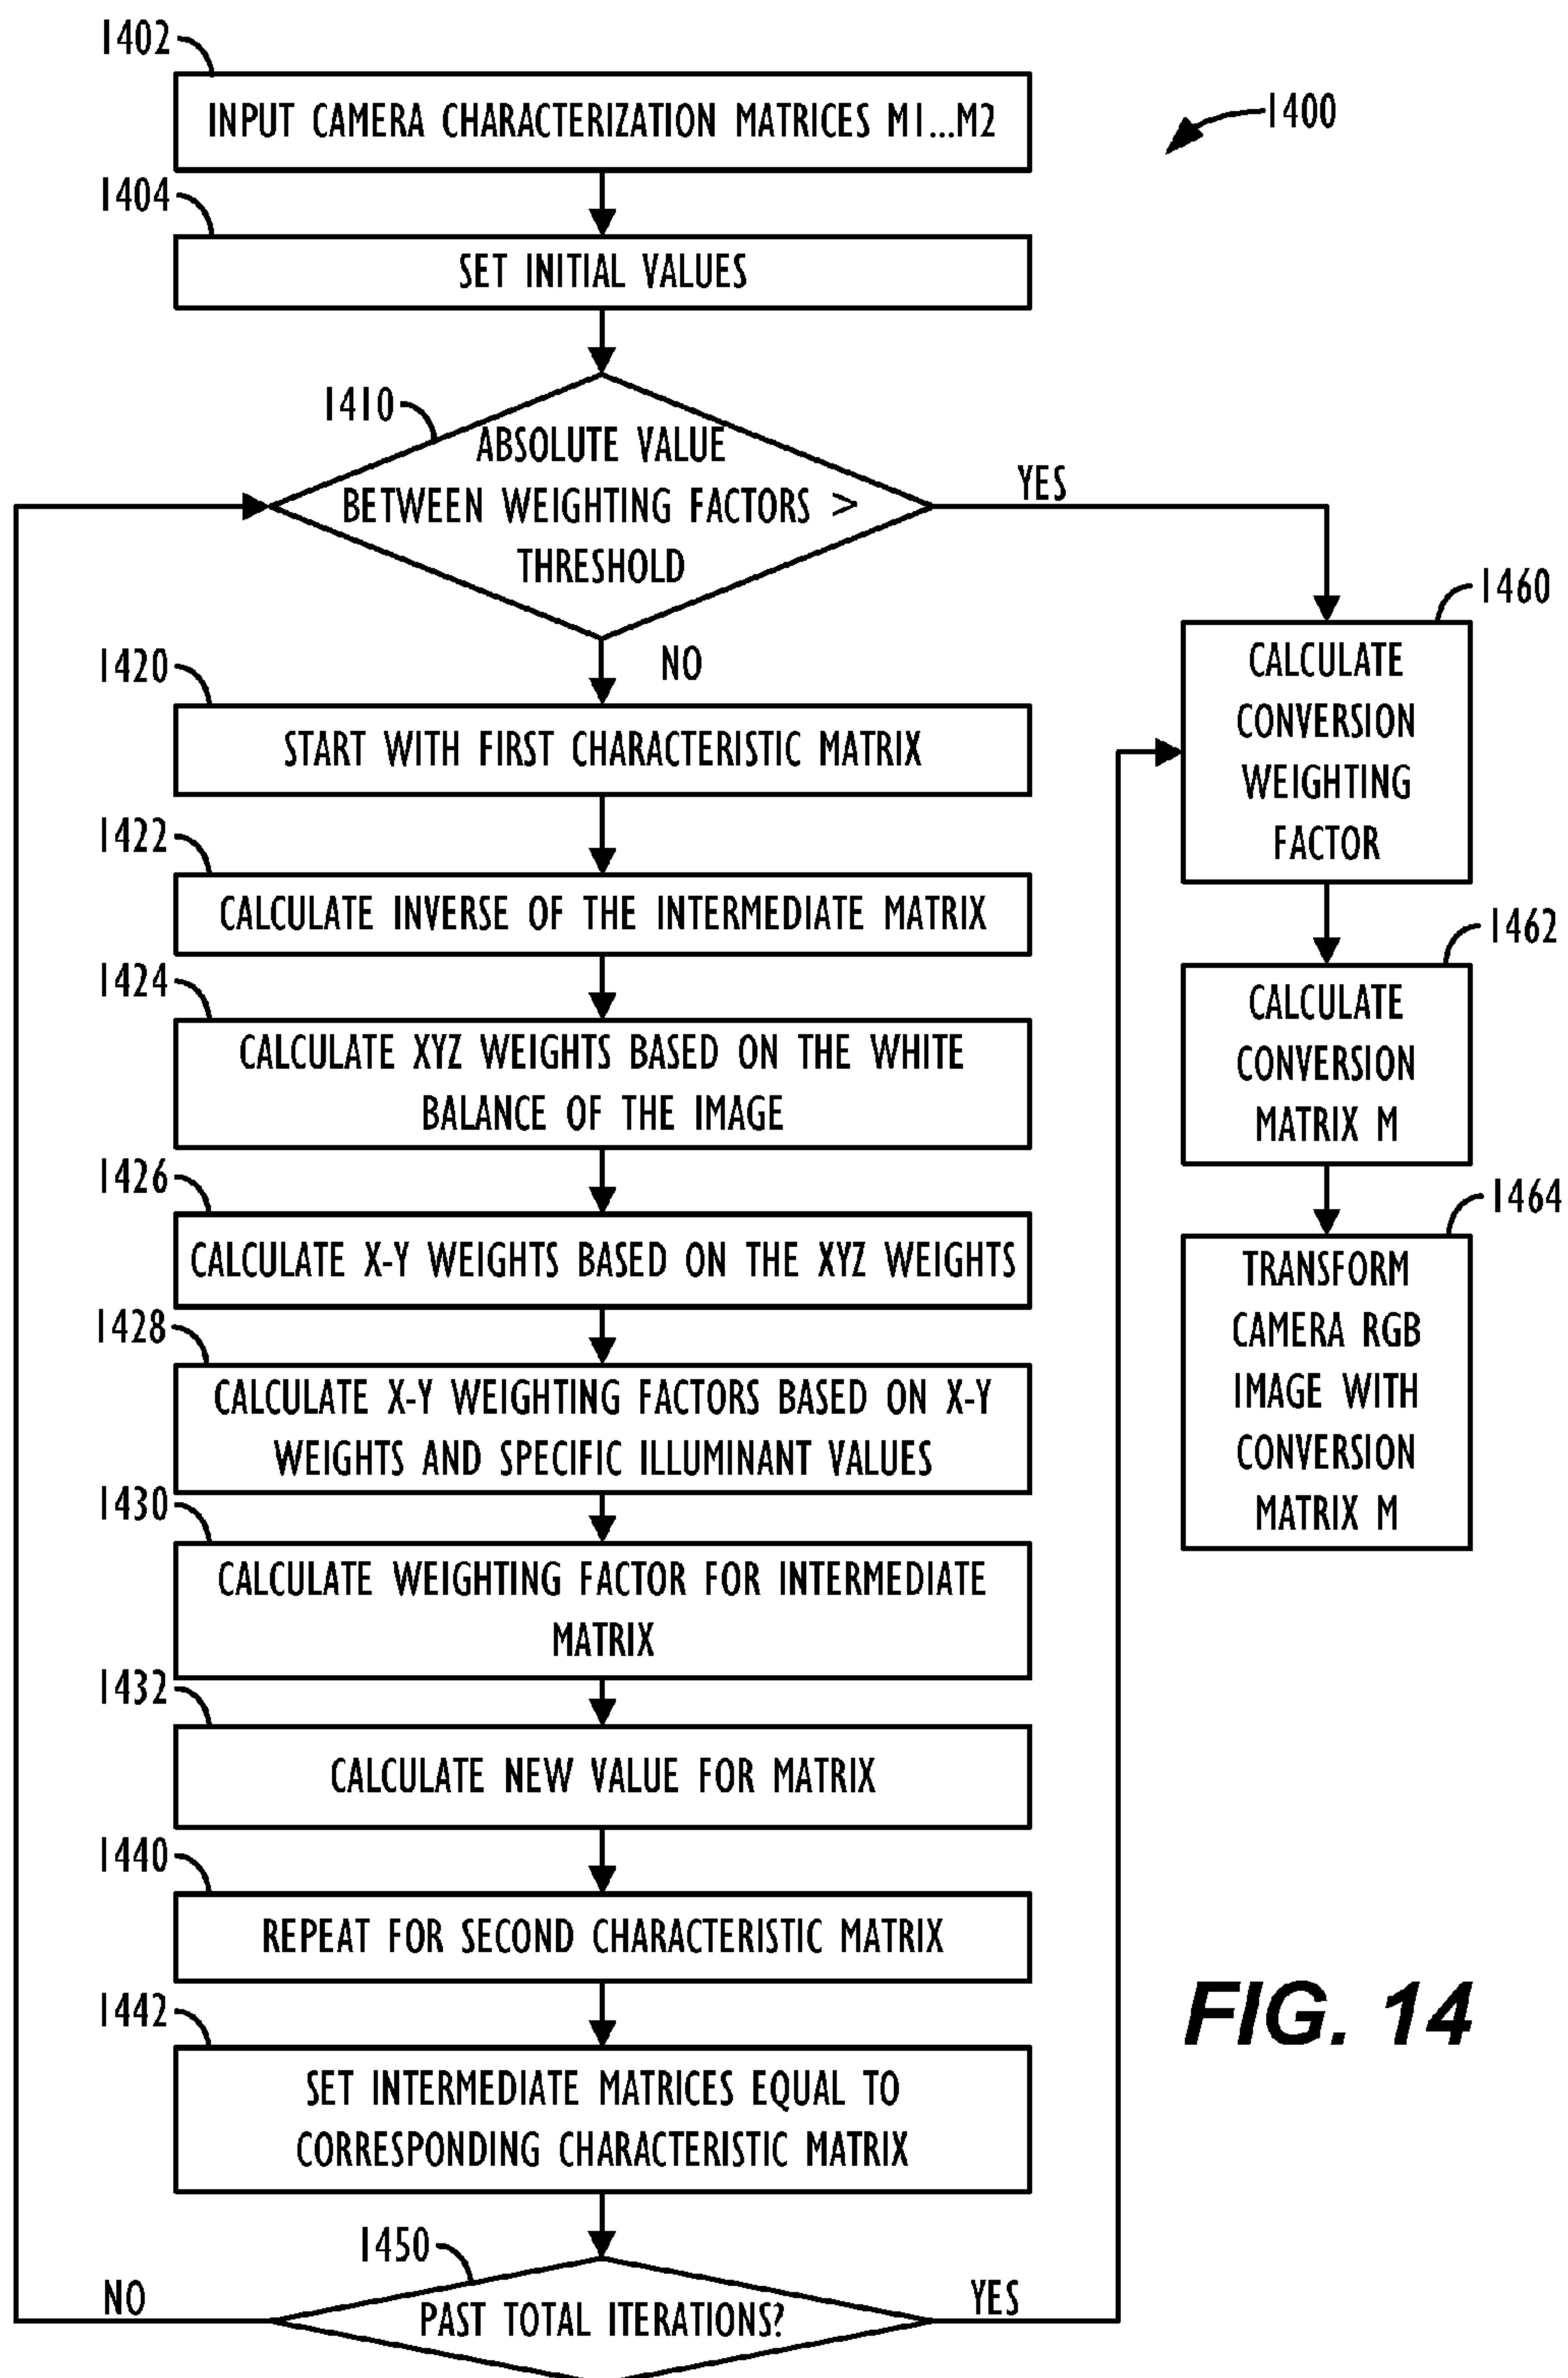 1402
INPUT CAMERA CHARACTERIZATION MATRICES M1...M2
1400
1404
SET INITIAL VALUES
1410
ABSOLUTE VALUE
BETWEEN WEIGHTING FACTORS >
THRESHOLD
YES
NO
1420
START WITH FIRST CHARACTERISTIC MATRIX
1422
CALCULATE INVERSE OF THE INTERMEDIATE MATRIX
1424
CALCULATE XYZ WEIGHTS BASED ON THE WHITE
BALANCE OF THE IMAGE
1426
CALCULATE X-Y WEIGHTS BASED ON THE XYZ WEIGHTS
1428
CALCULATE X-Y WEIGHTING FACTORS BASED ON X-Y
WEIGHTS AND SPECIFIC ILLUMINANT VALUES
1430
CALCULATE WEIGHTING FACTOR FOR INTERMEDIATE
MATRIX
1432
CALCULATE NEW VALUE FOR MATRIX
1440
REPEAT FOR SECOND CHARACTERISTIC MATRIX
1442
SET INTERMEDIATE MATRICES EQUAL TO
CORRESPONDING CHARACTERISTIC MATRIX
1450
NO
PAST TOTAL ITERATIONS?
YES
1460
CALCULATE
CONVERSION
WEIGHTING
FACTOR
1462
CALCULATE
CONVERSION
MATRIX M
1464
TRANSFORM
CAMERA RGB
IMAGE WITH
CONVERSION
MATRIX M
FIG. 14